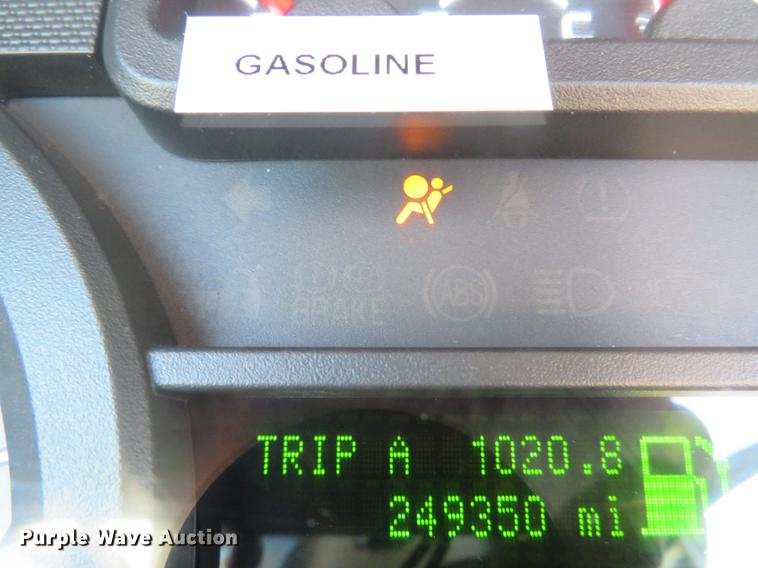 GASOLINE
BRAKE
ABS
TRIP A 1020.8
249350 mi
Purple Wave Auction